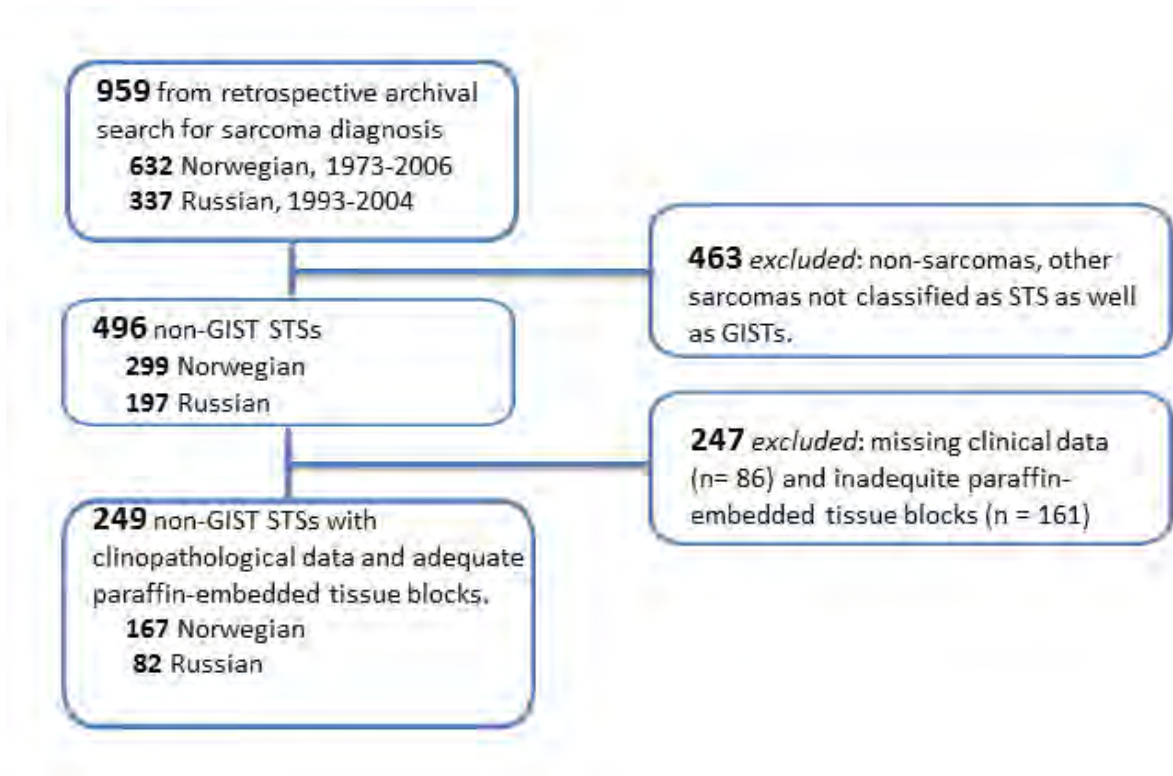 959 from retrospective archival
search for sarcoma diagnosis
632 Norwegian, 1973-2006
337 Russian, 1993-2004
463 excluded: non-sarcomas, other
sarcomas not classified as STS as well
as GISTs.
496 non-GIST STSs
299 Norwegian
197 Russian
247 excluded: missing clinical data
(n= 86) and inadequite paraffin-
embedded tissue blocks (n = 161)
249 non-GIST STSs with
clinopathological data and adequate
paraffin-embedded tissue blocks.
167 Norwegian
82 Russian